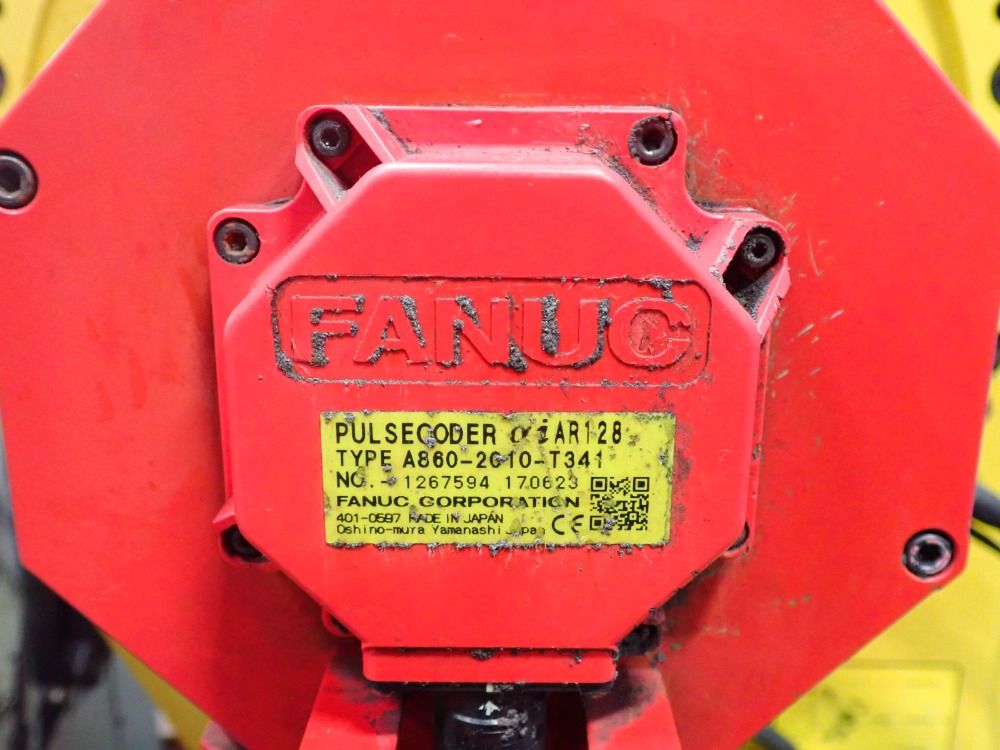 FANUC
PULSECODER αiAR128
TYPE A860-2010-T341
NO. 1267594 170623
FANUC CORPORATION
401-0597 MADE IN JAPAN
Oshino-mura Yamanashi Japan CE